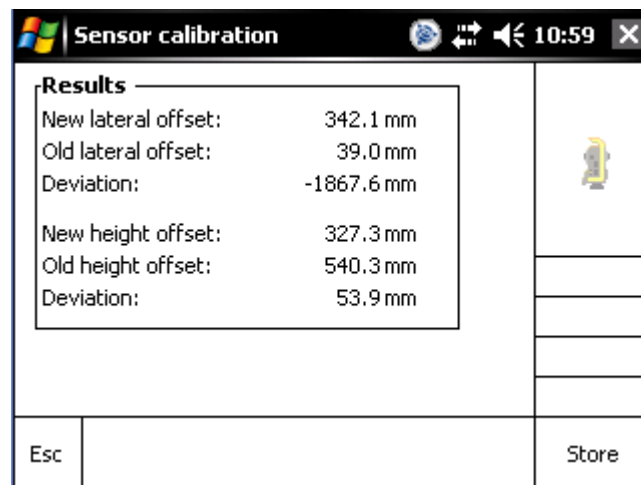 Sensor calibration 10:59
Results
New lateral offset: 342.1 mm
Old lateral offset: 39.0 mm
Deviation: -1867.6 mm
New height offset: 327.3 mm
Old height offset: 540.3 mm
Deviation: 53.9 mm
Esc Store